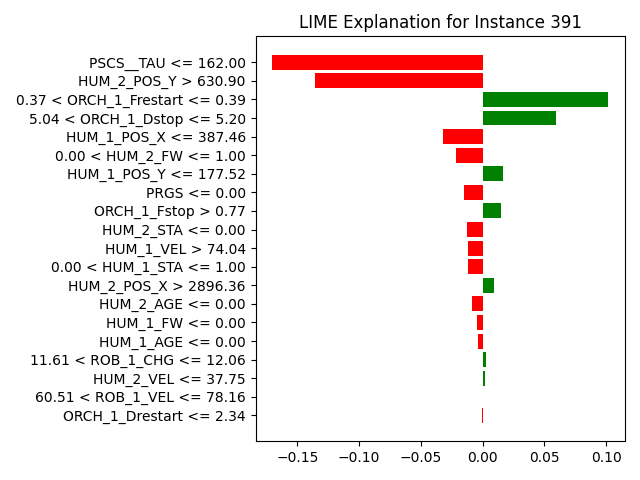 LIME Explanation for Instance 391
PSCS__TAU <= 162.00
HUM_2_POS_Y > 630.90
0.37 < ORCH_1_Frestart <= 0.39
5.04 < ORCH_1_Dstop <= 5.20
HUM_1_POS_X <= 387.46
0.00 < HUM_2_FW <= 1.00
HUM_1_POS_Y <= 177.52
PRGS <= 0.00
ORCH_1_Fstop > 0.77
HUM_2_STA <= 0.00
HUM_1_VEL > 74.04
0.00 < HUM_1_STA <= 1.00
HUM_2_POS_X > 2896.36
HUM_2_AGE <= 0.00
HUM_1_FW <= 0.00
HUM_1_AGE <= 0.00
11.61 < ROB_1_CHG <= 12.06
HUM_2_VEL <= 37.75
60.51 < ROB_1_VEL <= 78.16
ORCH_1_Drestart <= 2.34
−0.15 −0.10 −0.05 0.00 0.05 0.10